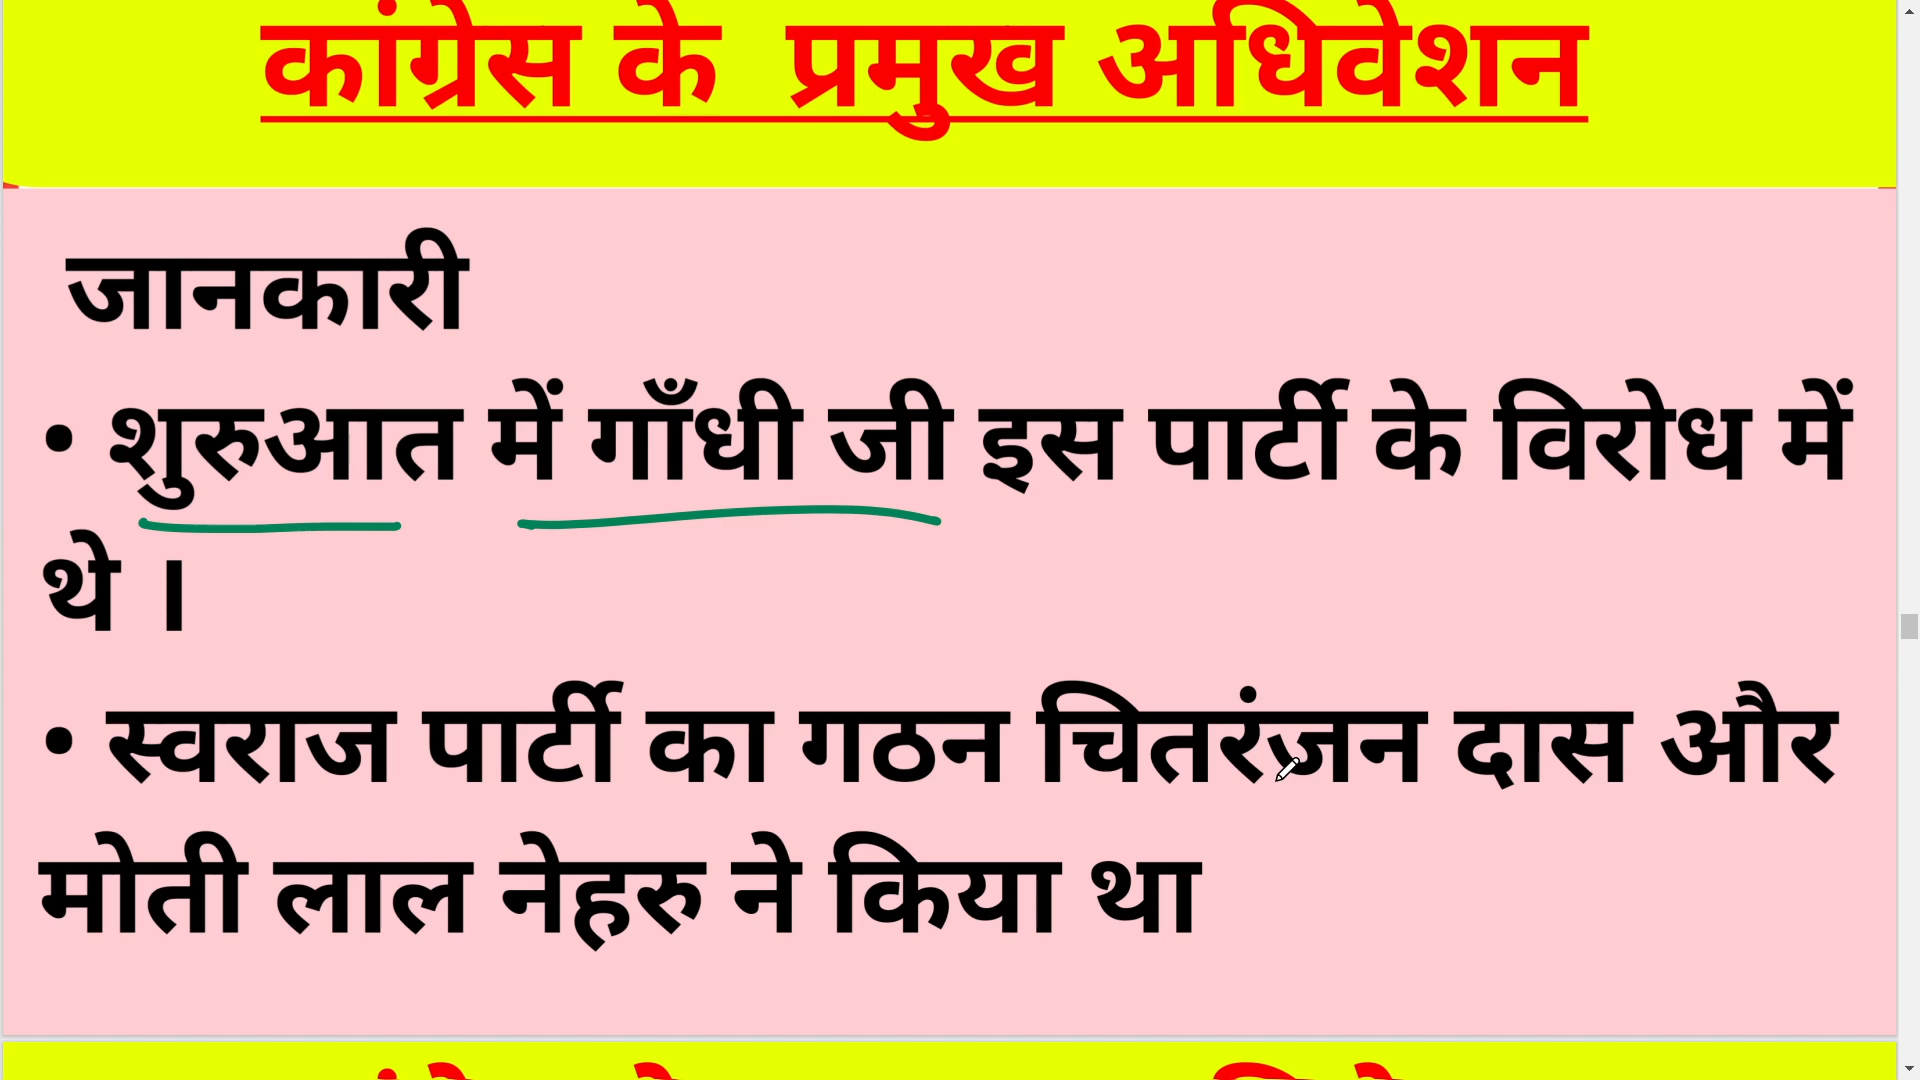 कांग्रेस के प्रमुख अधिवेशन
जानकारी
• शुरुआत में गाँधी जी इस पार्टी के विरोध में
थे ।
• स्वराज पार्टी का गठन चितरंजन दास और
मोती लाल नेहरु ने किया था